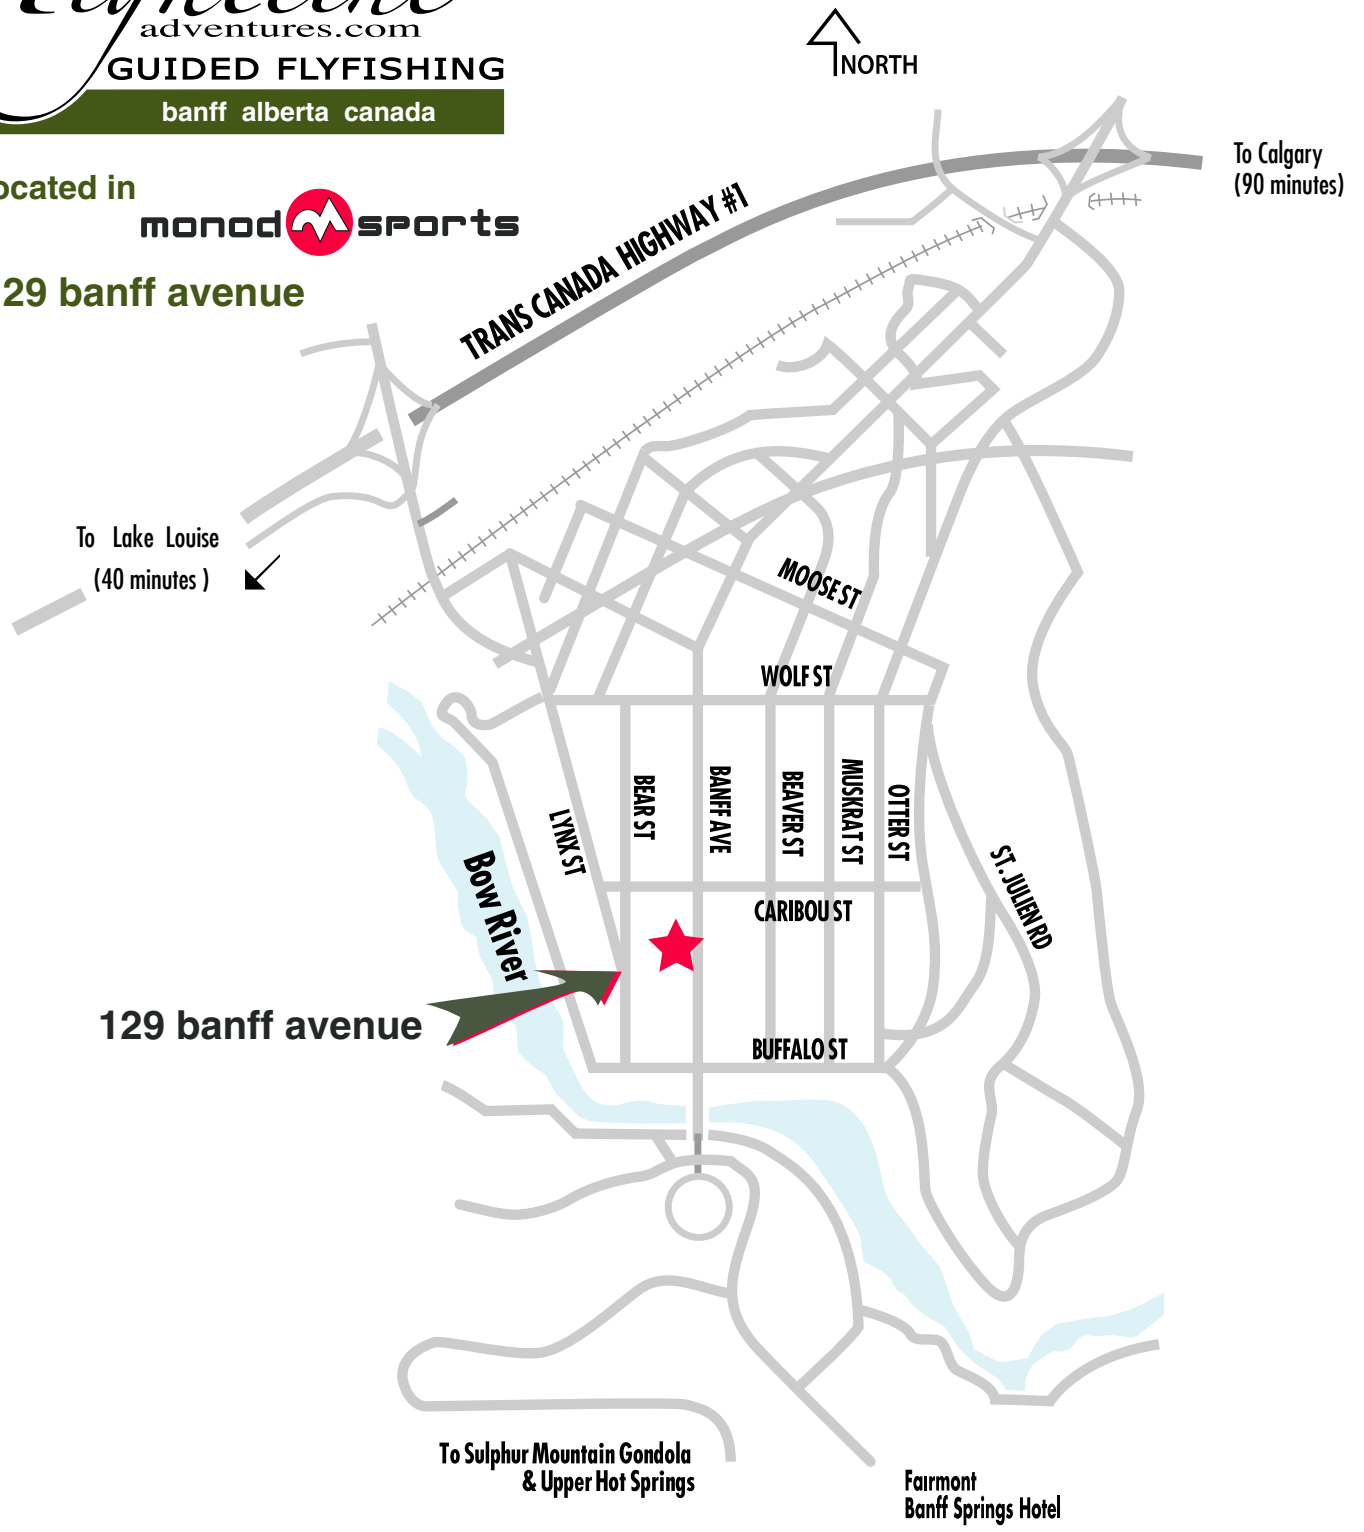 adventures.com
GUIDED FLYFISHING
banff alberta canada
NORTH
To Calgary
(90 minutes)
ocated in
monod sports
29 banff avenue
TRANS CANADA HIGHWAY #1
To Lake Louise
(40 minutes )
MOOSE ST
WOLF ST
BEAR ST
BANFF AVE
BEAVER ST
MUSKRAT ST
OTTER ST
LYNX ST
ST. JULIEN RD
Bow River
CARIBOU ST
129 banff avenue
BUFFALO ST
To Sulphur Mountain Gondola
& Upper Hot Springs
Fairmont
Banff Springs Hotel